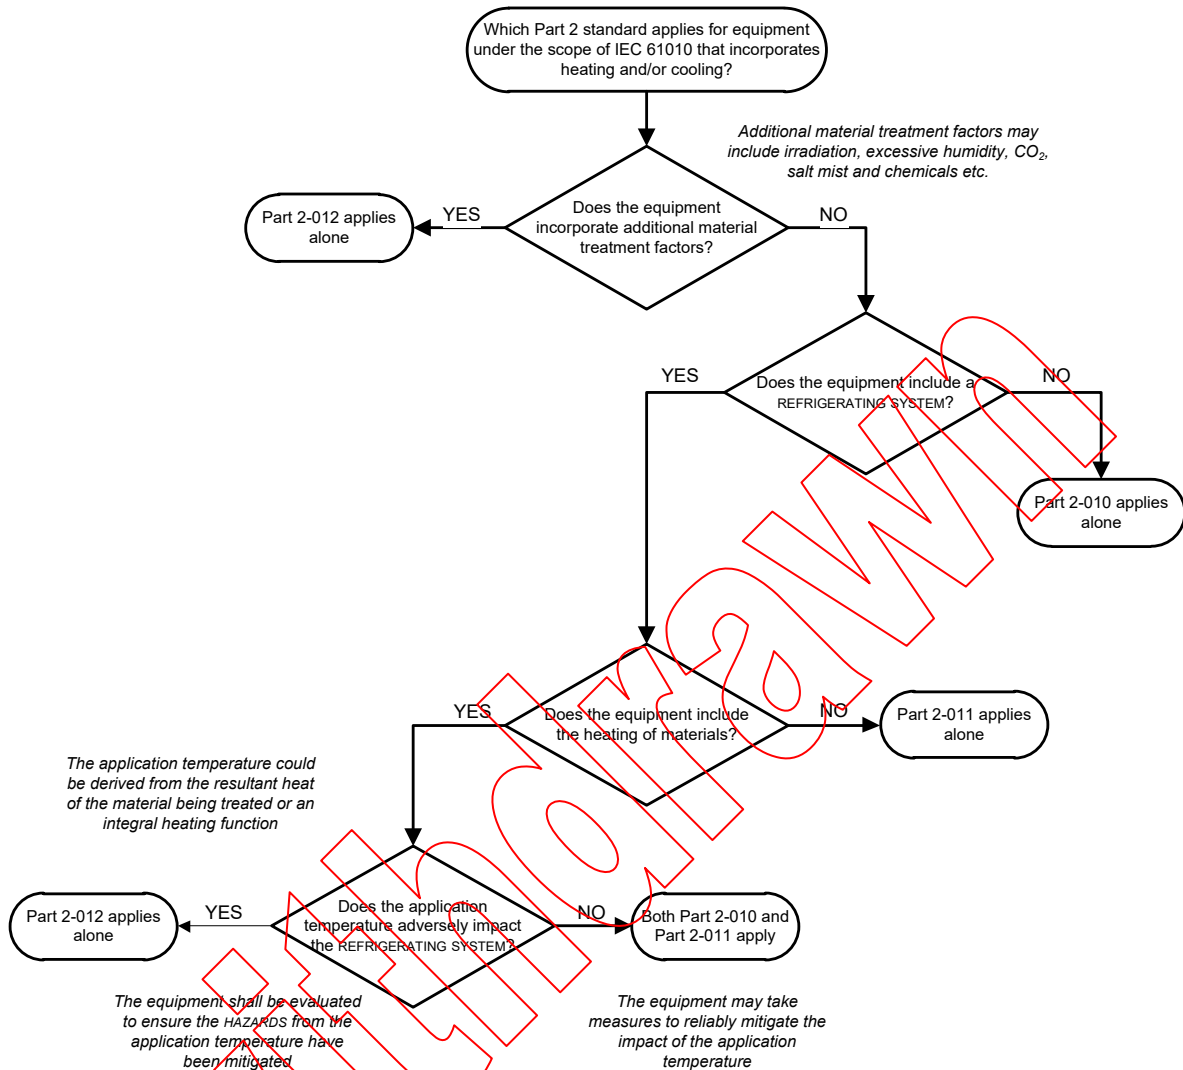 Which Part 2 standard applies for equipment
under the scope of IEC 61010 that incorporates
heating and/or cooling?
Additional material treatment factors may
include irradiation, excessive humidity, CO₂,
salt mist and chemicals etc.
Does the equipment
incorporate additional material
treatment factors?
YES
NO
Part 2-012 applies
alone
Does the equipment include a
REFRIGERATING SYSTEM?
YES
NO
Part 2-010 applies
alone
Does the equipment include
the heating of materials?
YES
NO
Part 2-011 applies
alone
The application temperature could
be derived from the resultant heat
of the material being treated or an
integral heating function
Does the application
temperature adversely impact
the REFRIGERATING SYSTEM?
YES
NO
Part 2-012 applies
alone
Both Part 2-010 and
Part 2-011 apply
The equipment shall be evaluated
to ensure the HAZARDS from the
application temperature have
been mitigated
The equipment may take
measures to reliably mitigate the
impact of the application
temperature